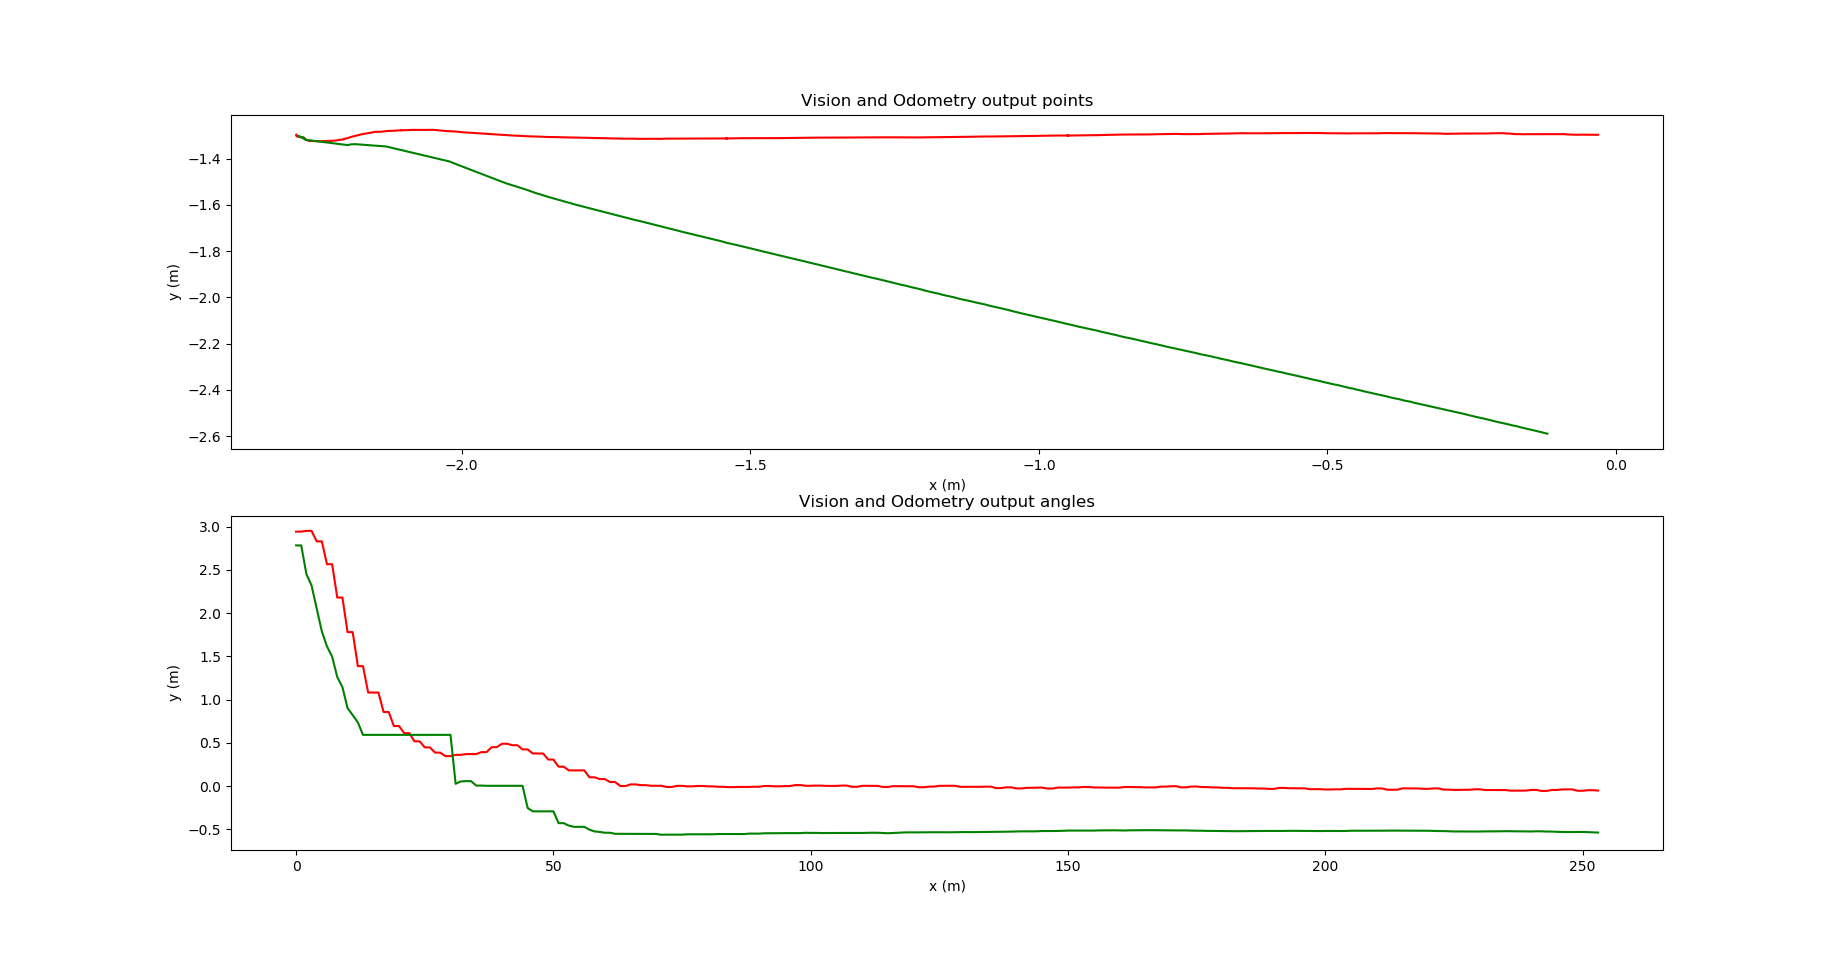 Vision and Odometry output points
y (m)
−1.4
−1.6
−1.8
−2.0
−2.2
−2.4
−2.6
−2.0 −1.5 −1.0 −0.5 0.0
x (m)
Vision and Odometry output angles
y (m)
3.0
2.5
2.0
1.5
1.0
0.5
0.0
−0.5
0 50 100 150 200 250
x (m)